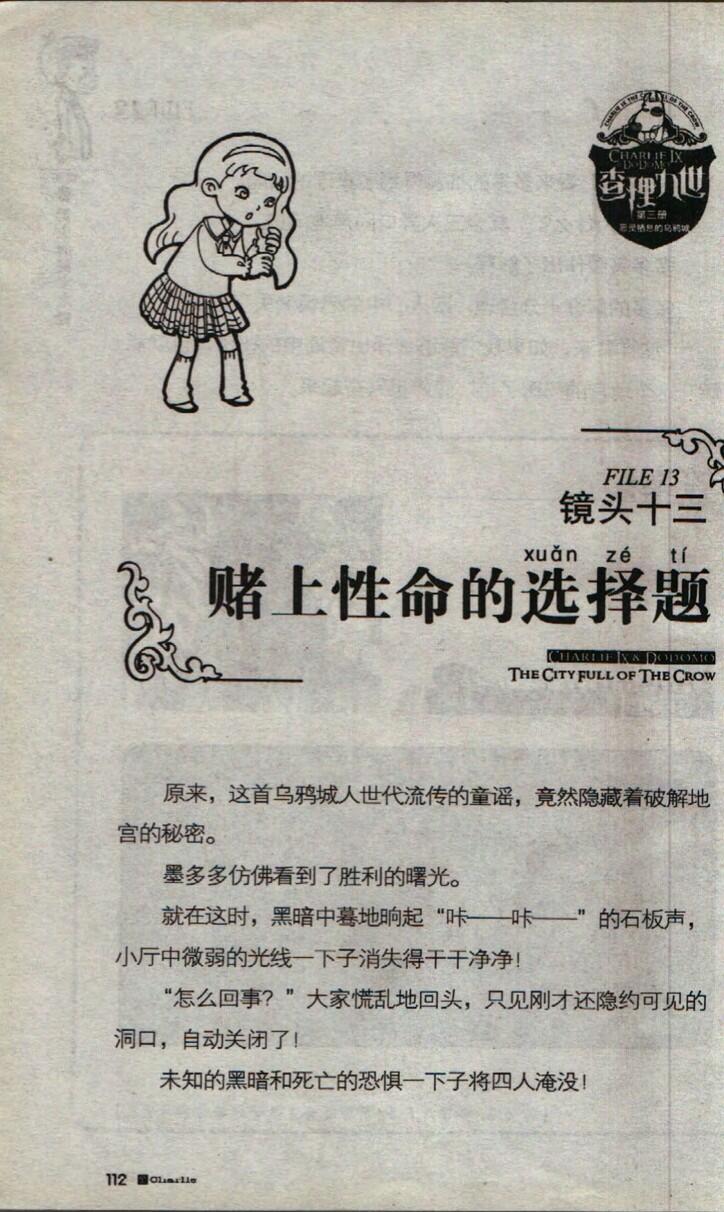 CHARLIE IX
& DODOMO
查理九世
第三册
恶灵栖息的乌鸦城
FILE 13
镜头十三
xuǎn zé tí
赌上性命的选择题
CHARLIE IX & DODOMO
THE CITY FULL OF THE CROW
原来，这首乌鸦城人世代流传的童谣，竟然隐藏着破解地
宫的秘密。
墨多多仿佛看到了胜利的曙光。
就在这时，黑暗中蓦地响起“咔——咔——”的石板声，
小厅中微弱的光线一下子消失得干干净净！
“怎么回事？”大家慌乱地回头，只见刚才还隐约可见的
洞口，自动关闭了！
未知的黑暗和死亡的恐惧一下子将四人淹没！
112 Charlie